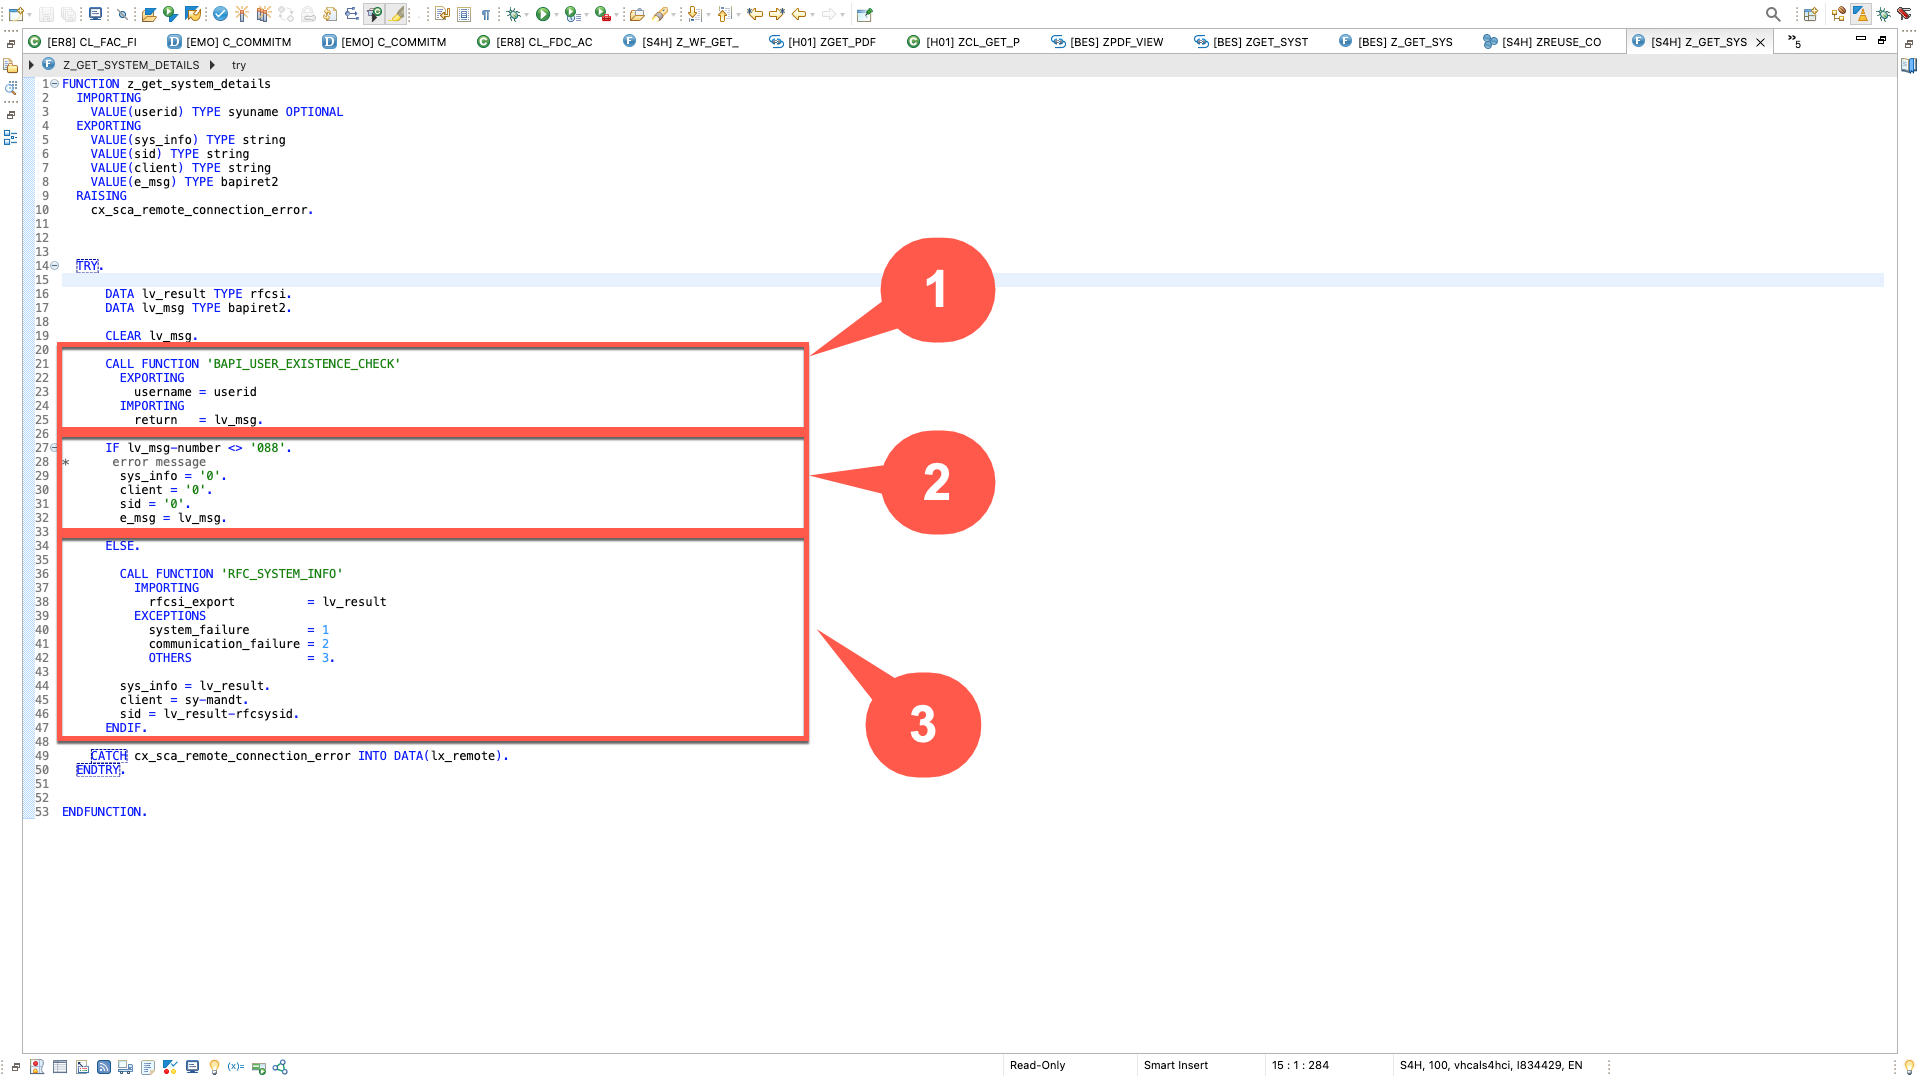 [ER8] CL_FAC_FI [EMO] C_COMMITM [EMO] C_COMMITM [ER8] CL_FDC_AC [S4H] Z_WF_GET_ [H01] ZGET_PDF [H01] ZCL_GET_P [BES] ZPDF_VIEW [BES] ZGET_SYST [BES] Z_GET_SYS [S4H] ZREUSE_CO [S4H] Z_GET_SYS 5
Z_GET_SYSTEM_DETAILS try
1 FUNCTION z_get_system_details
2 IMPORTING
3 VALUE(userid) TYPE syuname OPTIONAL
4 EXPORTING
5 VALUE(sys_info) TYPE string
6 VALUE(sid) TYPE string
7 VALUE(client) TYPE string
8 VALUE(e_msg) TYPE bapiret2
9 RAISING
10 cx_sca_remote_connection_error.
11
12
13
14 TRY.
15
16 DATA lv_result TYPE rfcsi.
17 DATA lv_msg TYPE bapiret2.
18
19 CLEAR lv_msg.
20
21 CALL FUNCTION 'BAPI_USER_EXISTENCE_CHECK'
22 EXPORTING
23 username = userid
24 IMPORTING
25 return = lv_msg.
26
27 IF lv_msg-number <> '088'.
28 * error message
29 sys_info = '0'.
30 client = '0'.
31 sid = '0'.
32 e_msg = lv_msg.
33
34 ELSE.
35
36 CALL FUNCTION 'RFC_SYSTEM_INFO'
37 IMPORTING
38 rfcsi_export = lv_result
39 EXCEPTIONS
40 system_failure = 1
41 communication_failure = 2
42 OTHERS = 3.
43
44 sys_info = lv_result.
45 client = sy-mandt.
46 sid = lv_result-rfcsysid.
47 ENDIF.
48
49 CATCH cx_sca_remote_connection_error INTO DATA(lx_remote).
50 ENDTRY.
51
52
53 ENDFUNCTION.
1
2
3
Read-Only Smart Insert 15 : 1 : 284 S4H, 100, vhcals4hci, I834429, EN